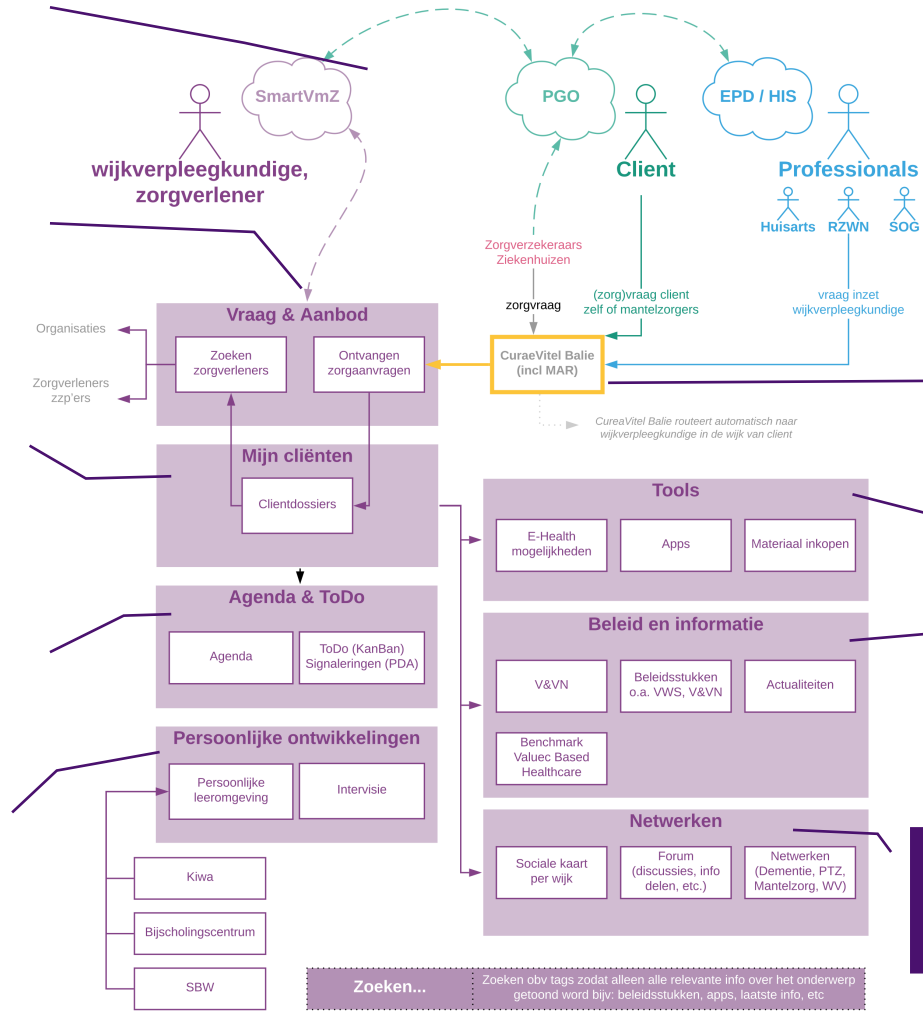 SmartVmZ
PGO
EPD / HIS
wijkverpleegkundige,
zorgverlener
Client
Professionals
Huisarts
RZWN
SOG
Zorgverzekeraars
Ziekenhuizen
zorgvraag
(zorg)vraag client
zelf of mantelzorgers
vraag inzet
wijkverpleegkundige
Vraag & Aanbod
Organisaties
Zorgverleners
zzp'ers
Zoeken
zorgverleners
Ontvangen
zorgaanvragen
CuraeVitel Balie
(incl MAR)
CureaVitel Balie routeert automatisch naar
wijkverpleegkundige in de wijk van client
Mijn cliënten
Clientdossiers
Tools
E-Health
mogelijkheden
Apps
Materiaal inkopen
Agenda & ToDo
Agenda
ToDo (KanBan)
Signaleringen (PDA)
Beleid en informatie
V&VN
Beleidsstukken
o.a. VWS, V&VN
Actualiteiten
Benchmark
Valuec Based
Healthcare
Persoonlijke ontwikkelingen
Persoonlijke
leeromgeving
Intervisie
Kiwa
Bijscholingscentrum
SBW
Netwerken
Sociale kaart
per wijk
Forum
(discussies, info
delen, etc.)
Netwerken
(Dementie, PTZ,
Mantelzorg, WV)
Zoeken...
Zoeken obv tags zodat alleen alle relevante info over het onderwerp
getoond word bijv: beleidsstukken, apps, laatste info, etc